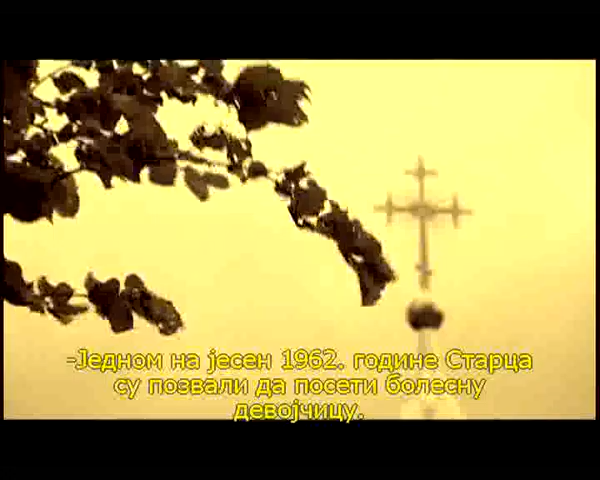 -Једном на јесен 1962. године Старца
су позвали да посети болесну
девојчицу.